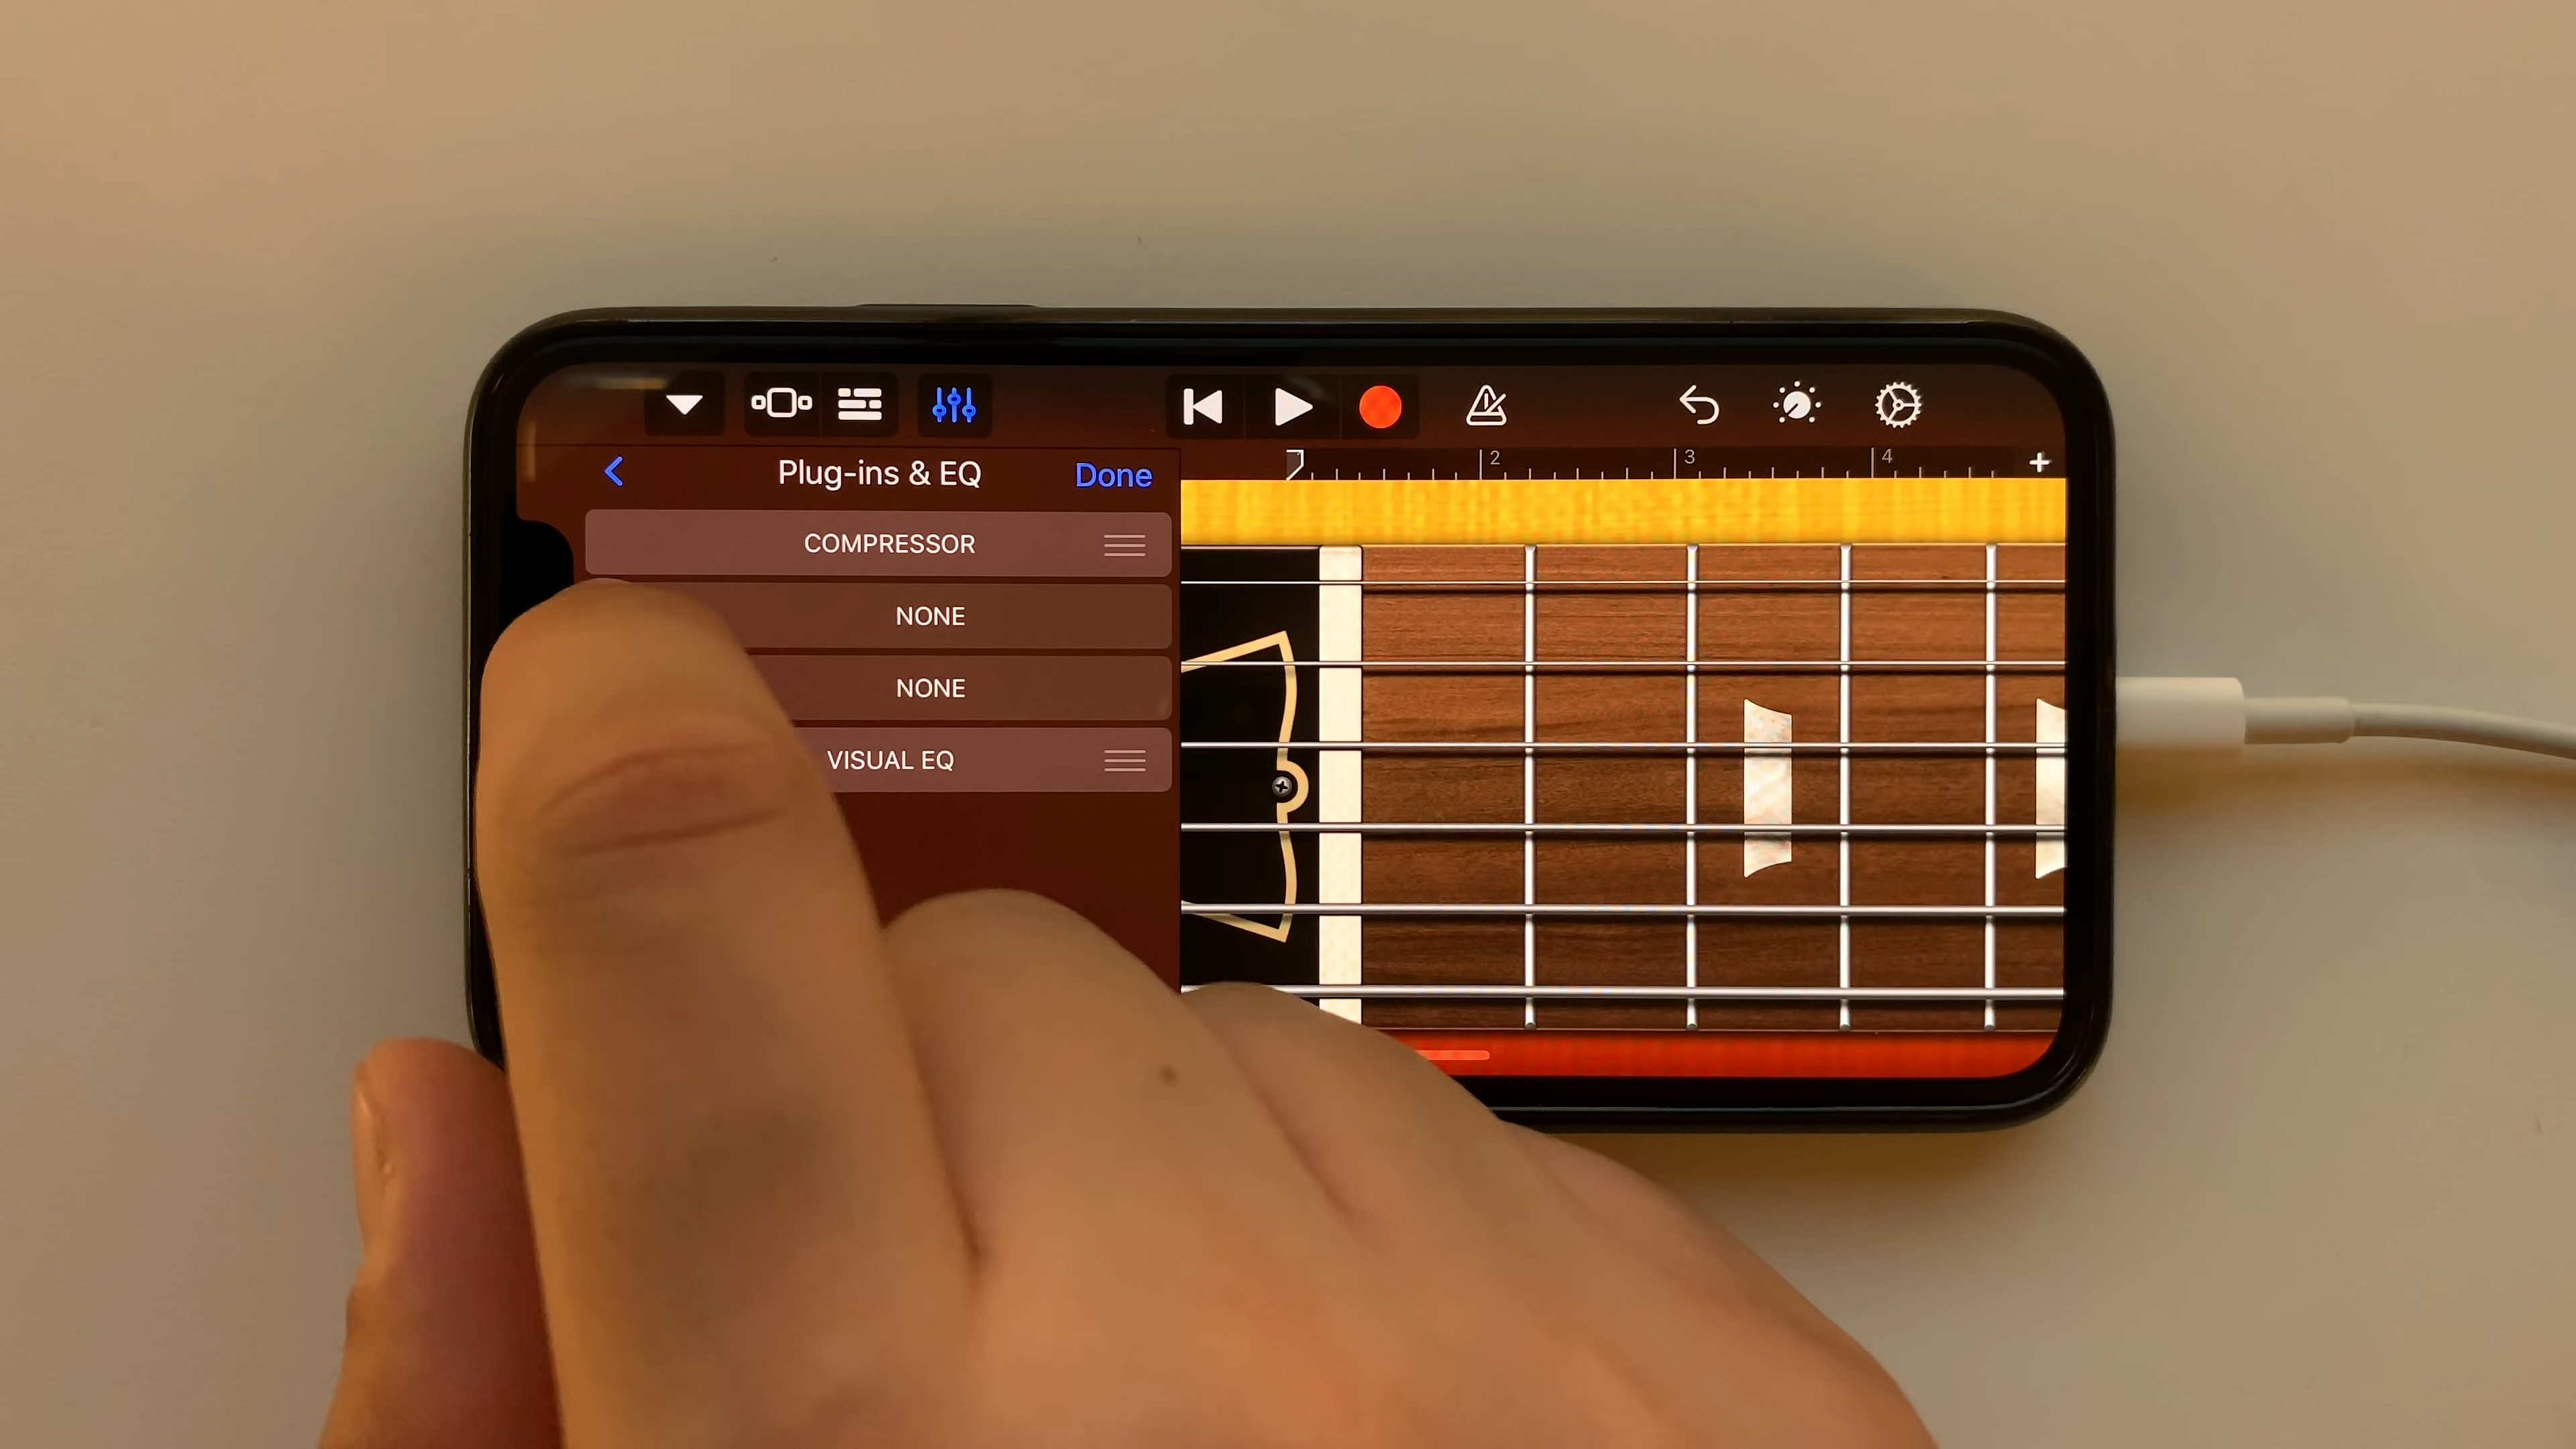 Plug-ins & EQ
Done
2
3
4
COMPRESSOR
NONE
NONE
VISUAL EQ